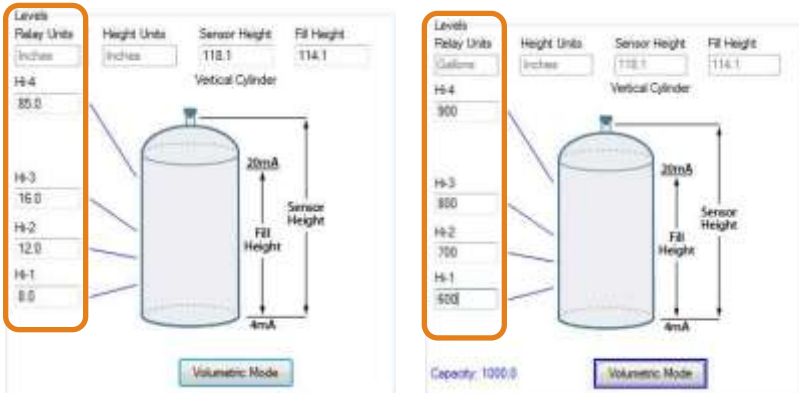 Levels
Relay Units Height Units Sensor Height Fill Height
Inches Inches 118.1 114.1
Hi-4 Vertical Cylinder
85.0
20mA
Hi-3
16.0
Sensor Height
Hi-2
Fill Height
12.0
Hi-1
8.0
4mA
Volumetric Mode
Levels
Relay Units Height Units Sensor Height Fill Height
Gallons Inches 118.1 114.1
Hi-4 Vertical Cylinder
900
20mA
Hi-3
800
Sensor Height
Hi-2
Fill Height
700
Hi-1
600
4mA
Capacity: 1000.0 Volumetric Mode